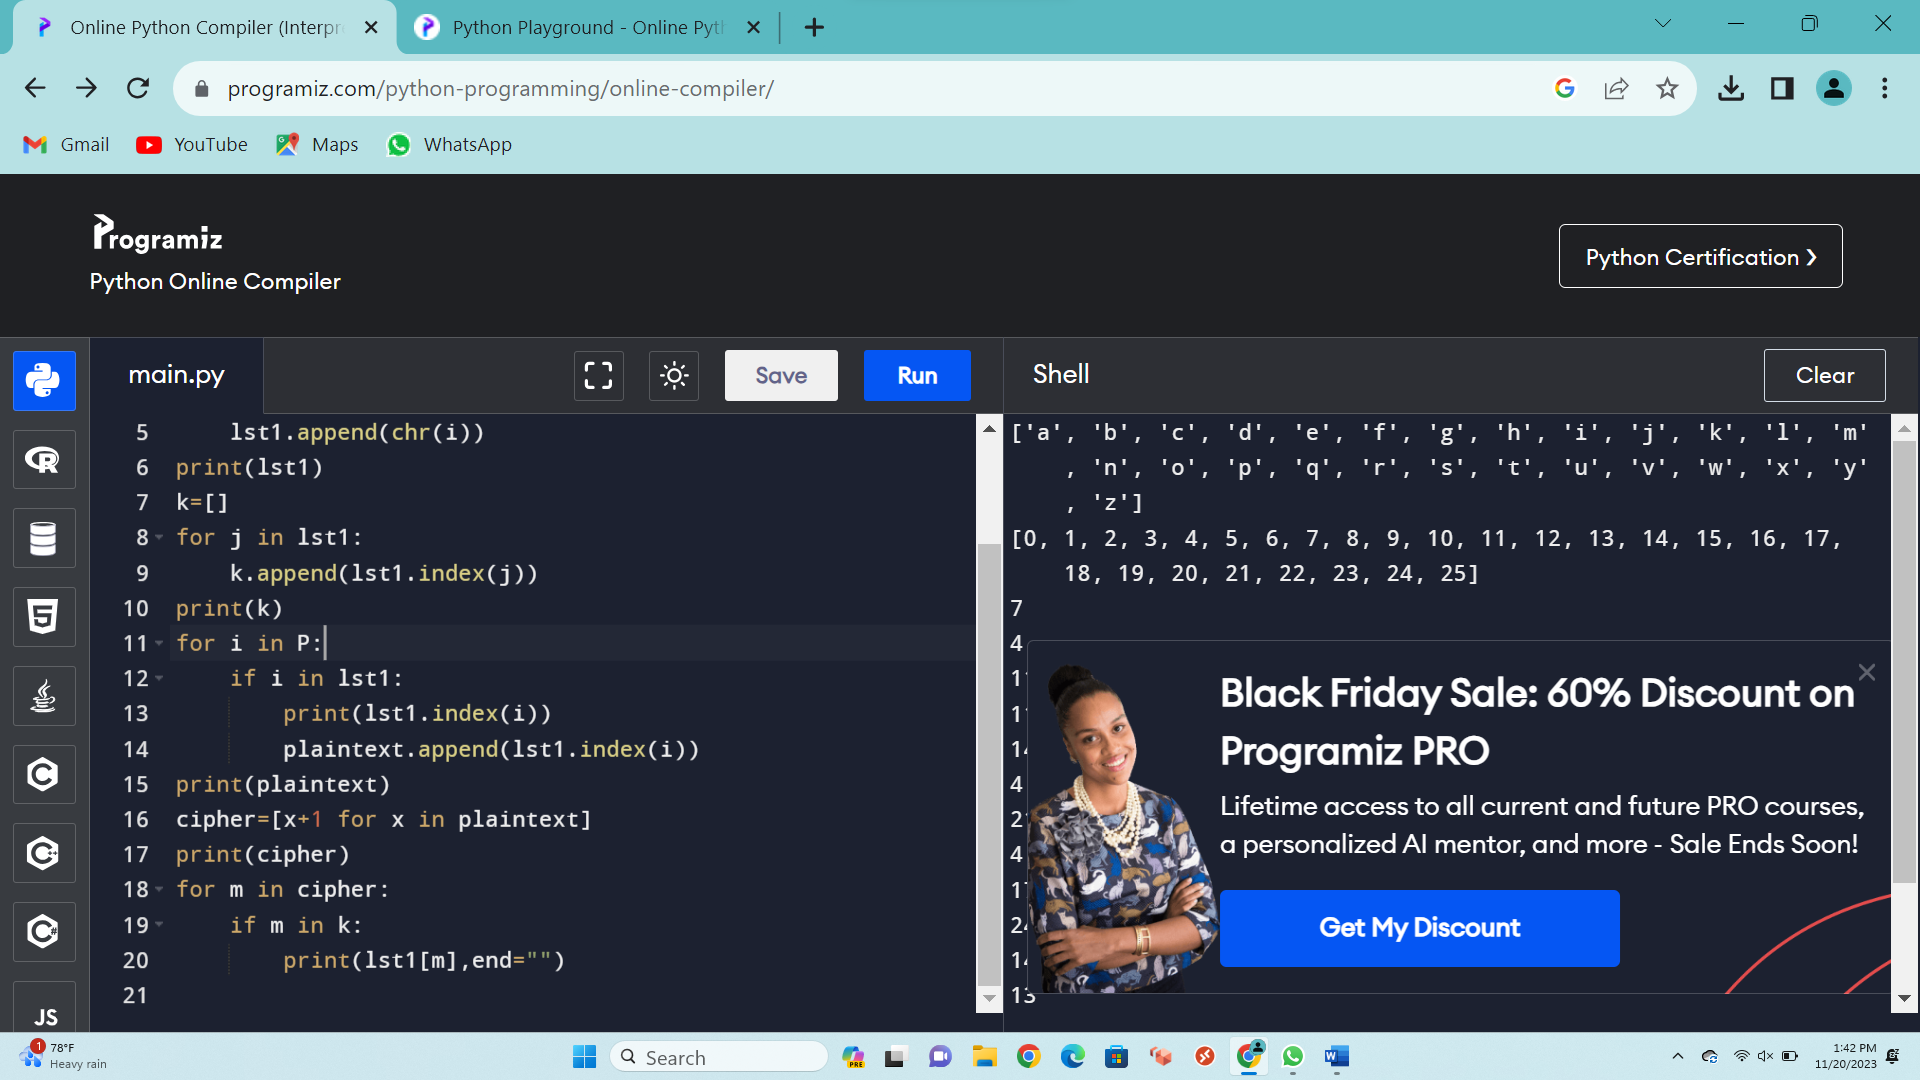 Online Python Compiler (Interpr
Python Playground - Online Pyt
programiz.com/python-programming/online-compiler/
Gmail
YouTube
Maps
WhatsApp
Programiz
Python Online Compiler
Python Certification ❯
main.py
Save
Run
Shell
Clear
5 lst1.append(chr(i))
6 print(lst1)
7 k=[]
8 for j in lst1:
9 k.append(lst1.index(j))
10 print(k)
11 for i in P:
12 if i in lst1:
13 print(lst1.index(i))
14 plaintext.append(lst1.index(i))
15 print(plaintext)
16 cipher=[x+1 for x in plaintext]
17 print(cipher)
18 for m in cipher:
19 if m in k:
20 print(lst1[m],end="")
21
['a', 'b', 'c', 'd', 'e', 'f', 'g', 'h', 'i', 'j', 'k', 'l', 'm'
, 'n', 'o', 'p', 'q', 'r', 's', 't', 'u', 'v', 'w', 'x', 'y'
, 'z']
[0, 1, 2, 3, 4, 5, 6, 7, 8, 9, 10, 11, 12, 13, 14, 15, 16, 17,
18, 19, 20, 21, 22, 23, 24, 25]
7
4
4
4
13
Black Friday Sale: 60% Discount on
Programiz PRO
Lifetime access to all current and future PRO courses,
a personalized AI mentor, and more - Sale Ends Soon!
Get My Discount
R
5
C
C++
C#
JS
1
78°F
Heavy rain
Search
PRE
W
1:42 PM
11/20/2023